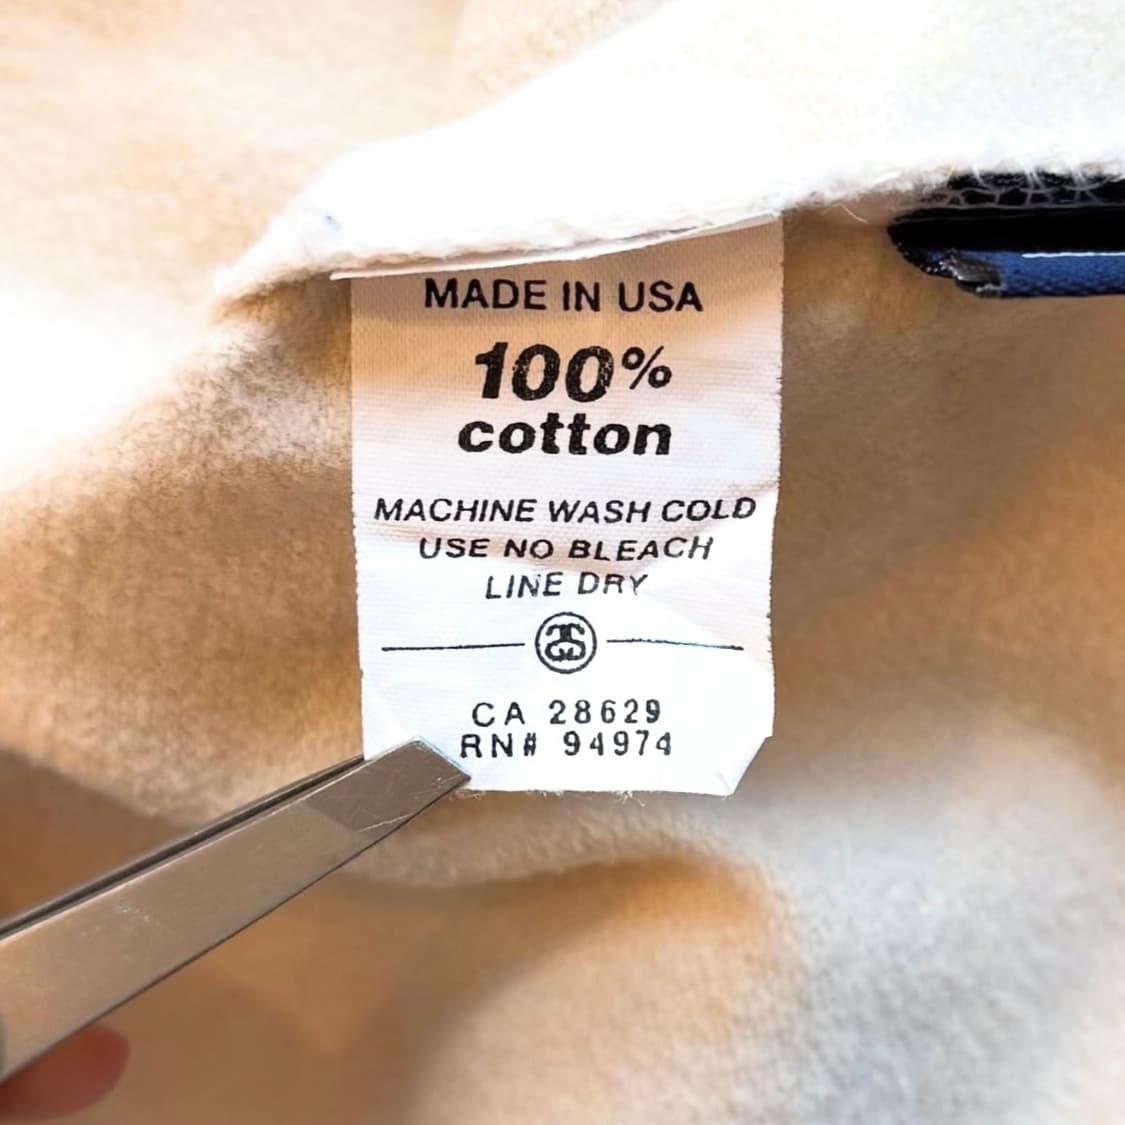 MADE IN USA
100%
cotton
MACHINE WASH COLD
USE NO BLEACH
LINE DRY
CA 28629
RN# 94974